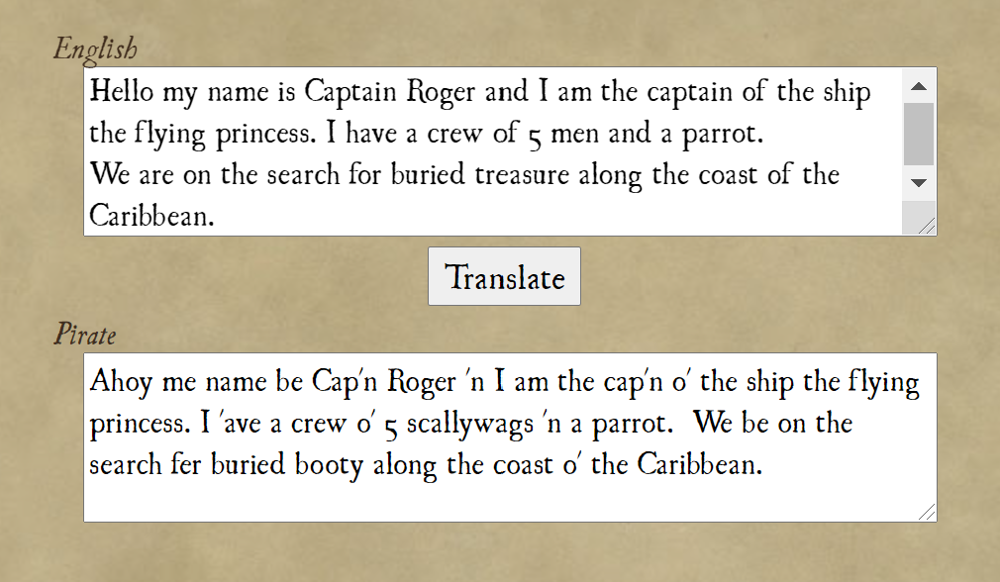 English
Hello my name is Captain Roger and I am the captain of the ship
the flying princess. I have a crew of 5 men and a parrot.
We are on the search for buried treasure along the coast of the
Caribbean.
Translate
Pirate
Ahoy me name be Cap'n Roger 'n I am the cap'n o' the ship the flying
princess. I 'ave a crew o' 5 scallywags 'n a parrot.  We be on the
search fer buried booty along the coast o' the Caribbean.